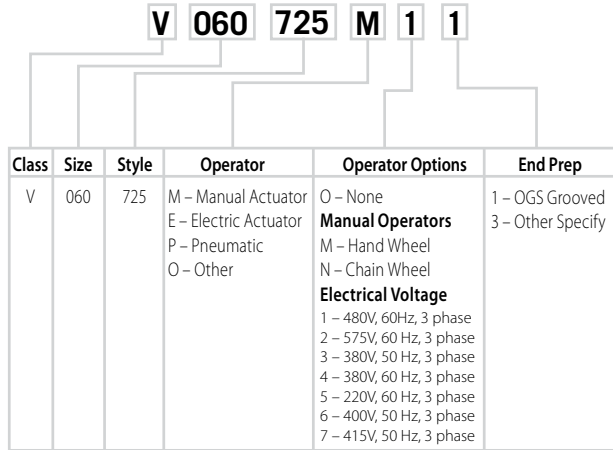 V 060 725 M 1 1
Class Size Style Operator Operator Options End Prep
V 060 725 M – Manual Actuator O – None 1 – OGS Grooved
E – Electric Actuator Manual Operators 3 – Other Specify
P – Pneumatic M – Hand Wheel
O – Other N – Chain Wheel
Electrical Voltage
1 – 480V, 60Hz, 3 phase
2 – 575V, 60 Hz, 3 phase
3 – 380V, 50 Hz, 3 phase
4 – 380V, 60 Hz, 3 phase
5 – 220V, 60 Hz, 3 phase
6 – 400V, 50 Hz, 3 phase
7 – 415V, 50 Hz, 3 phase